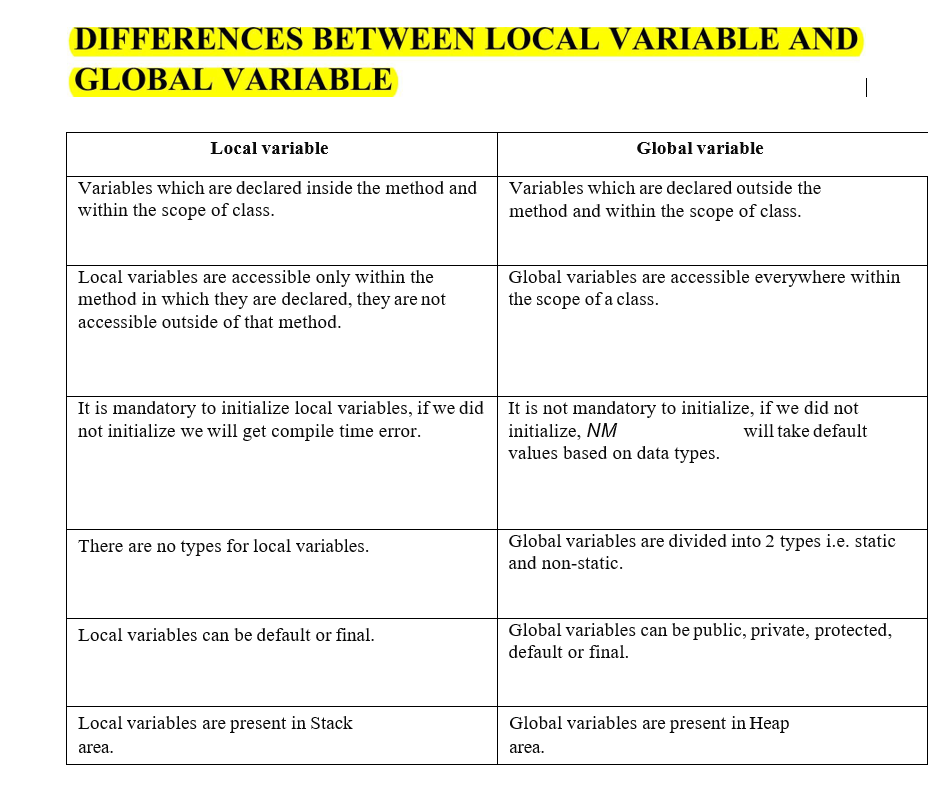 DIFFERENCES BETWEEN LOCAL VARIABLE AND
GLOBAL VARIABLE
Local variable
Global variable
Variables which are declared inside the method and
within the scope of class.
Variables which are declared outside the
method and within the scope of class.
Local variables are accessible only within the
method in which they are declared, they are not
accessible outside of that method.
Global variables are accessible everywhere within
the scope of a class.
It is mandatory to initialize local variables, if we did
not initialize we will get compile time error.
It is not mandatory to initialize, if we did not
initialize, NM will take default
values based on data types.
There are no types for local variables.
Global variables are divided into 2 types i.e. static
and non-static.
Local variables can be default or final.
Global variables can be public, private, protected,
default or final.
Local variables are present in Stack
area.
Global variables are present in Heap
area.